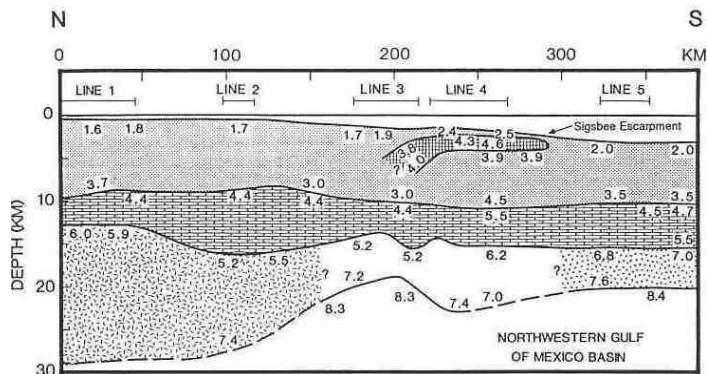 N S
0 100 200 300 KM
LINE 1 LINE 2 LINE 3 LINE 4 LINE 5
0
Sigsbee Escarpment
1.6 1.8 1.7 1.7 1.9 2.4 2.5 2.0 2.0
3.8 4.3 4.6
? 4.0 3.9 3.9
3.7 3.0 3.0 4.5 3.5 3.5
10
4.4 4.4 4.4 4.4 5.5 4.5 4.7
6.0 5.9 5.2 5.5 5.2 5.2 6.2 6.8 5.5
7.0
DEPTH (KM)
? 7.2 ? 7.6
20
8.3 8.3 7.4 7.0 8.4
7.4
NORTHWESTERN GULF
OF MEXICO BASIN
30